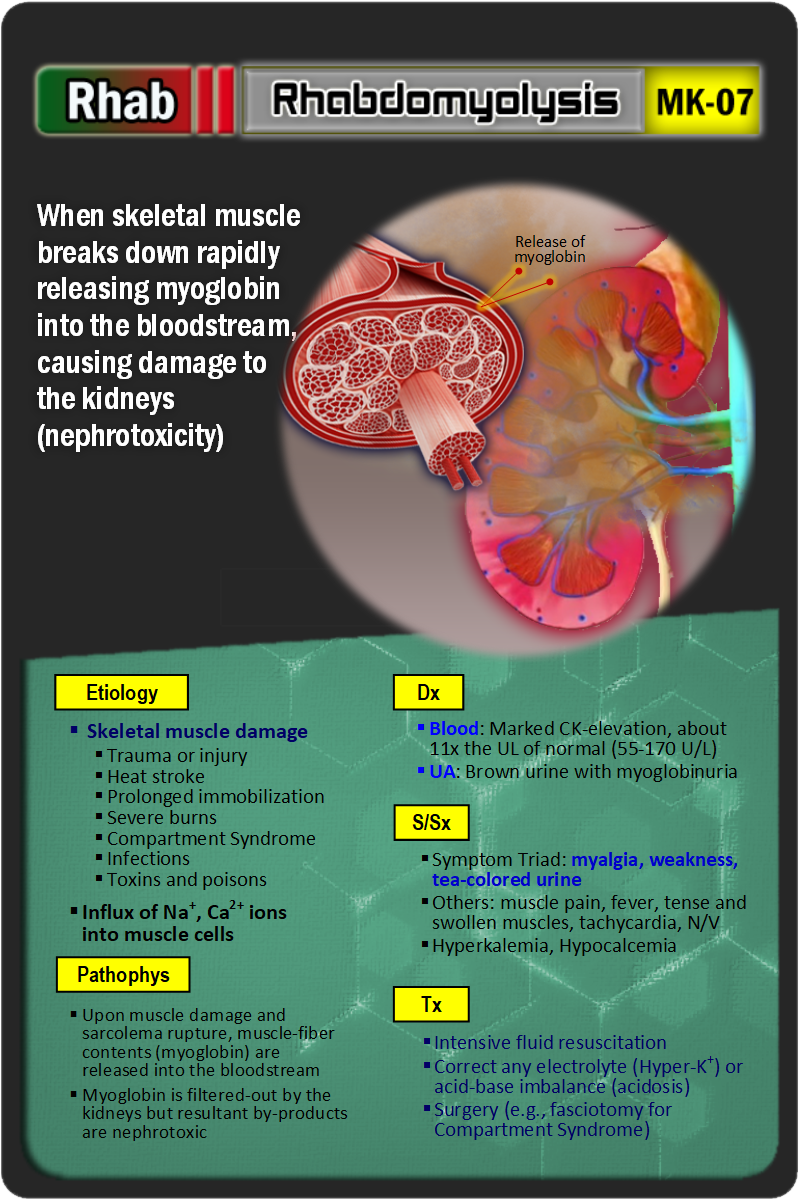 Rhab
Rhabdomyolysis
MK-07
When skeletal muscle
breaks down rapidly
releasing myoglobin
into the bloodstream,
causing damage to
the kidneys
(nephrotoxicity)
Release of
myoglobin
Etiology
▪ Skeletal muscle damage
▪ Trauma or injury
▪ Heat stroke
▪ Prolonged immobilization
▪ Severe burns
▪ Compartment Syndrome
▪ Infections
▪ Toxins and poisons
▪ Influx of Na⁺, Ca²⁺ ions
into muscle cells
Pathophys
▪ Upon muscle damage and
sarcolema rupture, muscle-fiber
contents (myoglobin) are
released into the bloodstream
▪ Myoglobin is filtered-out by the
kidneys but resultant by-products
are nephrotoxic
Dx
▪ Blood: Marked CK-elevation, about
11x the UL of normal (55-170 U/L)
▪ UA: Brown urine with myoglobinuria
S/Sx
▪ Symptom Triad: myalgia, weakness,
tea-colored urine
▪ Others: muscle pain, fever, tense and
swollen muscles, tachycardia, N/V
▪ Hyperkalemia, Hypocalcemia
Tx
▪ Intensive fluid resuscitation
▪ Correct any electrolyte (Hyper-K⁺) or
acid-base imbalance (acidosis)
▪ Surgery (e.g., fasciotomy for
Compartment Syndrome)